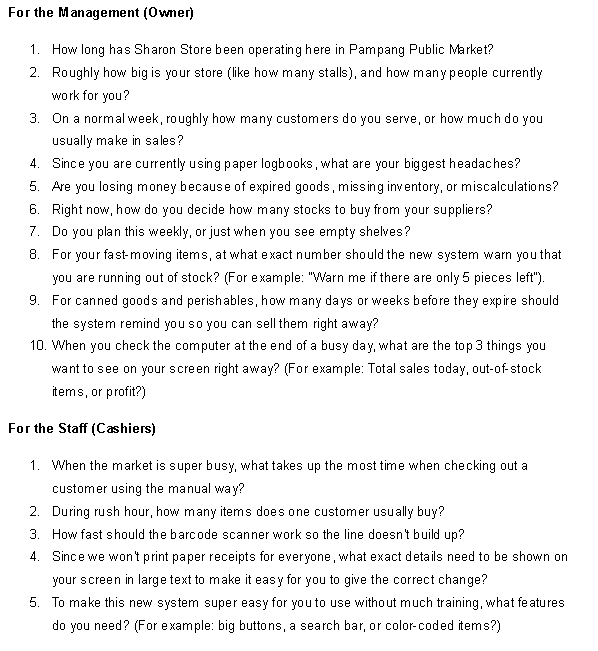 For the Management (Owner)
1. How long has Sharon Store been operating here in Pampang Public Market?
2. Roughly how big is your store (like how many stalls), and how many people currently
work for you?
3. On a normal week, roughly how many customers do you serve, or how much do you
usually make in sales?
4. Since you are currently using paper logbooks, what are your biggest headaches?
5. Are you losing money because of expired goods, missing inventory, or miscalculations?
6. Right now, how do you decide how many stocks to buy from your suppliers?
7. Do you plan this weekly, or just when you see empty shelves?
8. For your fast-moving items, at what exact number should the new system warn you that
you are running out of stock? (For example: "Warn me if there are only 5 pieces left").
9. For canned goods and perishables, how many days or weeks before they expire should
the system remind you so you can sell them right away?
10. When you check the computer at the end of a busy day, what are the top 3 things you
want to see on your screen right away? (For example: Total sales today, out-of-stock
items, or profit?)
For the Staff (Cashiers)
1. When the market is super busy, what takes up the most time when checking out a
customer using the manual way?
2. During rush hour, how many items does one customer usually buy?
3. How fast should the barcode scanner work so the line doesn't build up?
4. Since we won't print paper receipts for everyone, what exact details need to be shown on
your screen in large text to make it easy for you to give the correct change?
5. To make this new system super easy for you to use without much training, what features
do you need? (For example: big buttons, a search bar, or color-coded items?)